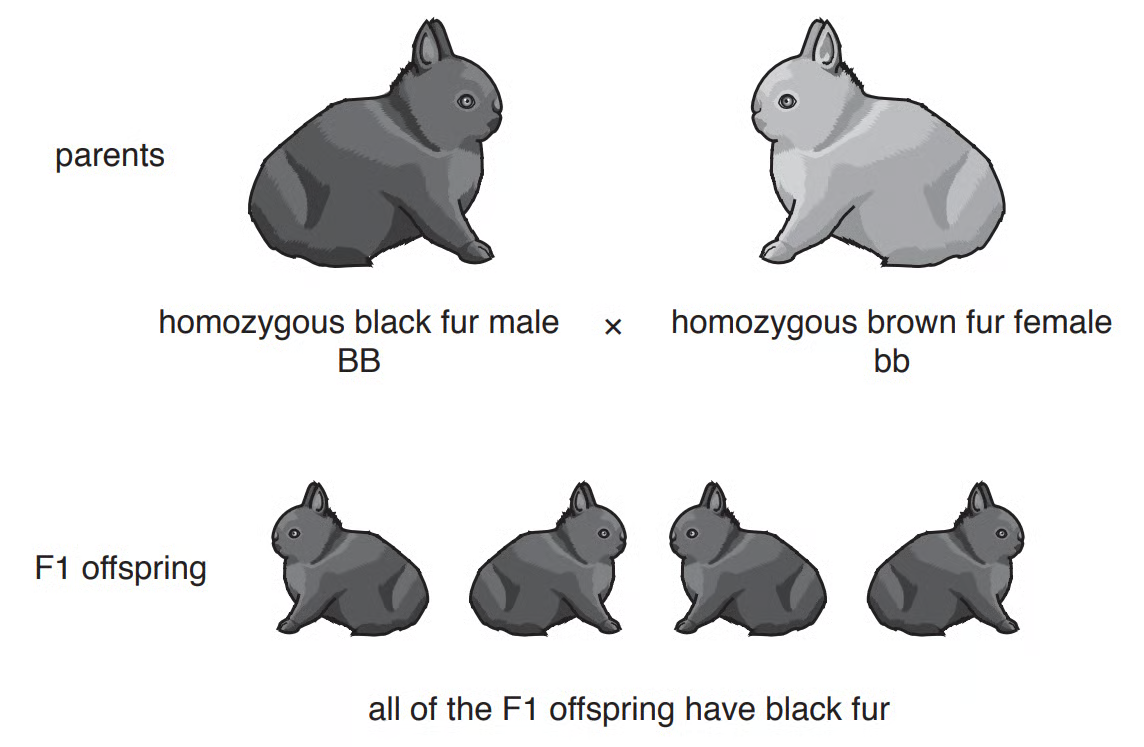 parents
homozygous black fur male × homozygous brown fur female
BB bb
F1 offspring
all of the F1 offspring have black fur